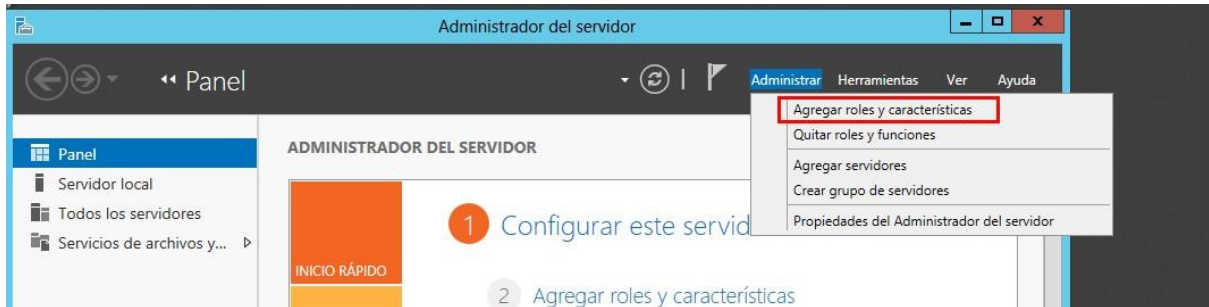 Administrador del servidor
Panel
Administrar Herramientas Ver Ayuda
Agregar roles y características
Quitar roles y funciones
Agregar servidores
Crear grupo de servidores
Propiedades del Administrador del servidor
Panel
Servidor local
Todos los servidores
Servicios de archivos y...
ADMINISTRADOR DEL SERVIDOR
INICIO RÁPIDO
1 Configurar este servid
2 Agregar roles y características